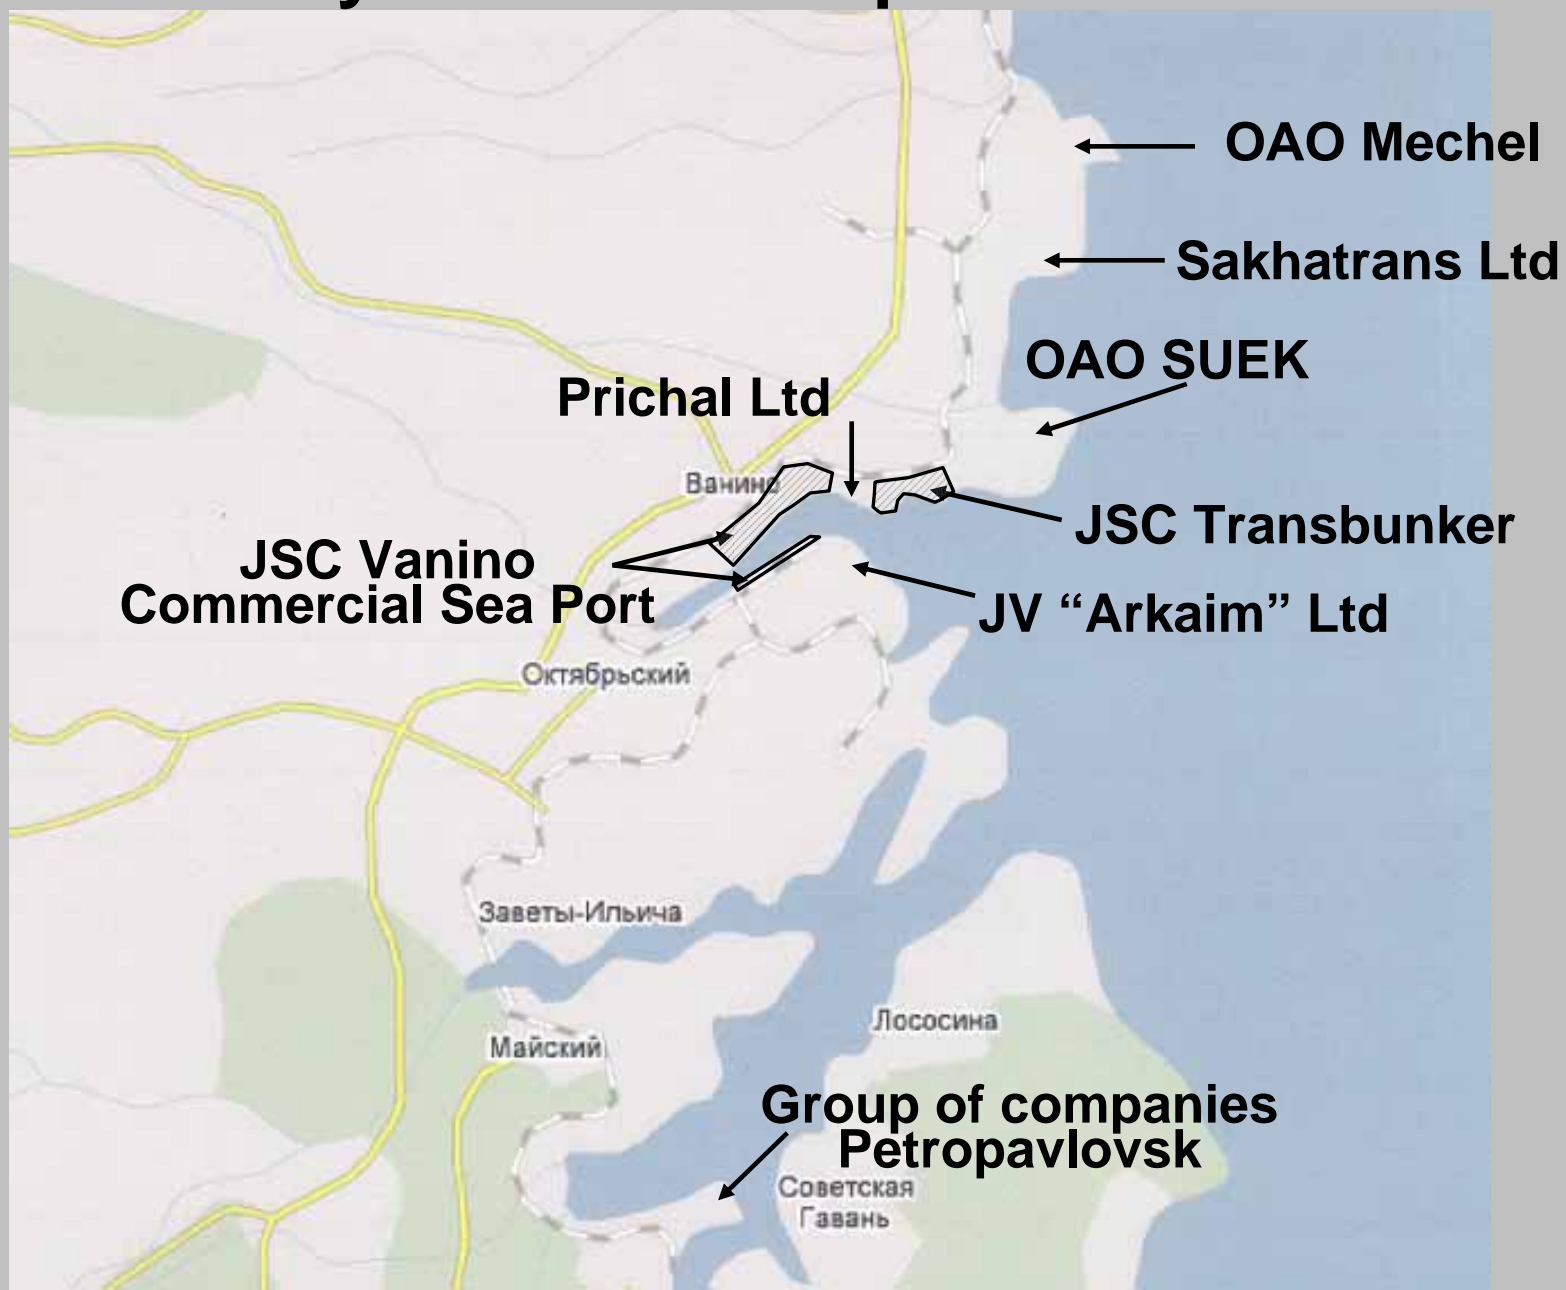 OAO Mechel
Sakhatrans Ltd
OAO SUEK
Prichal Ltd
Ванино
JSC Transbunker
JSC Vanino
Commercial Sea Port
JV “Arkaim” Ltd
Октябрьский
Заветы-Ильича
Лососина
Майский
Group of companies
Petropavlovsk
Советская
Гавань